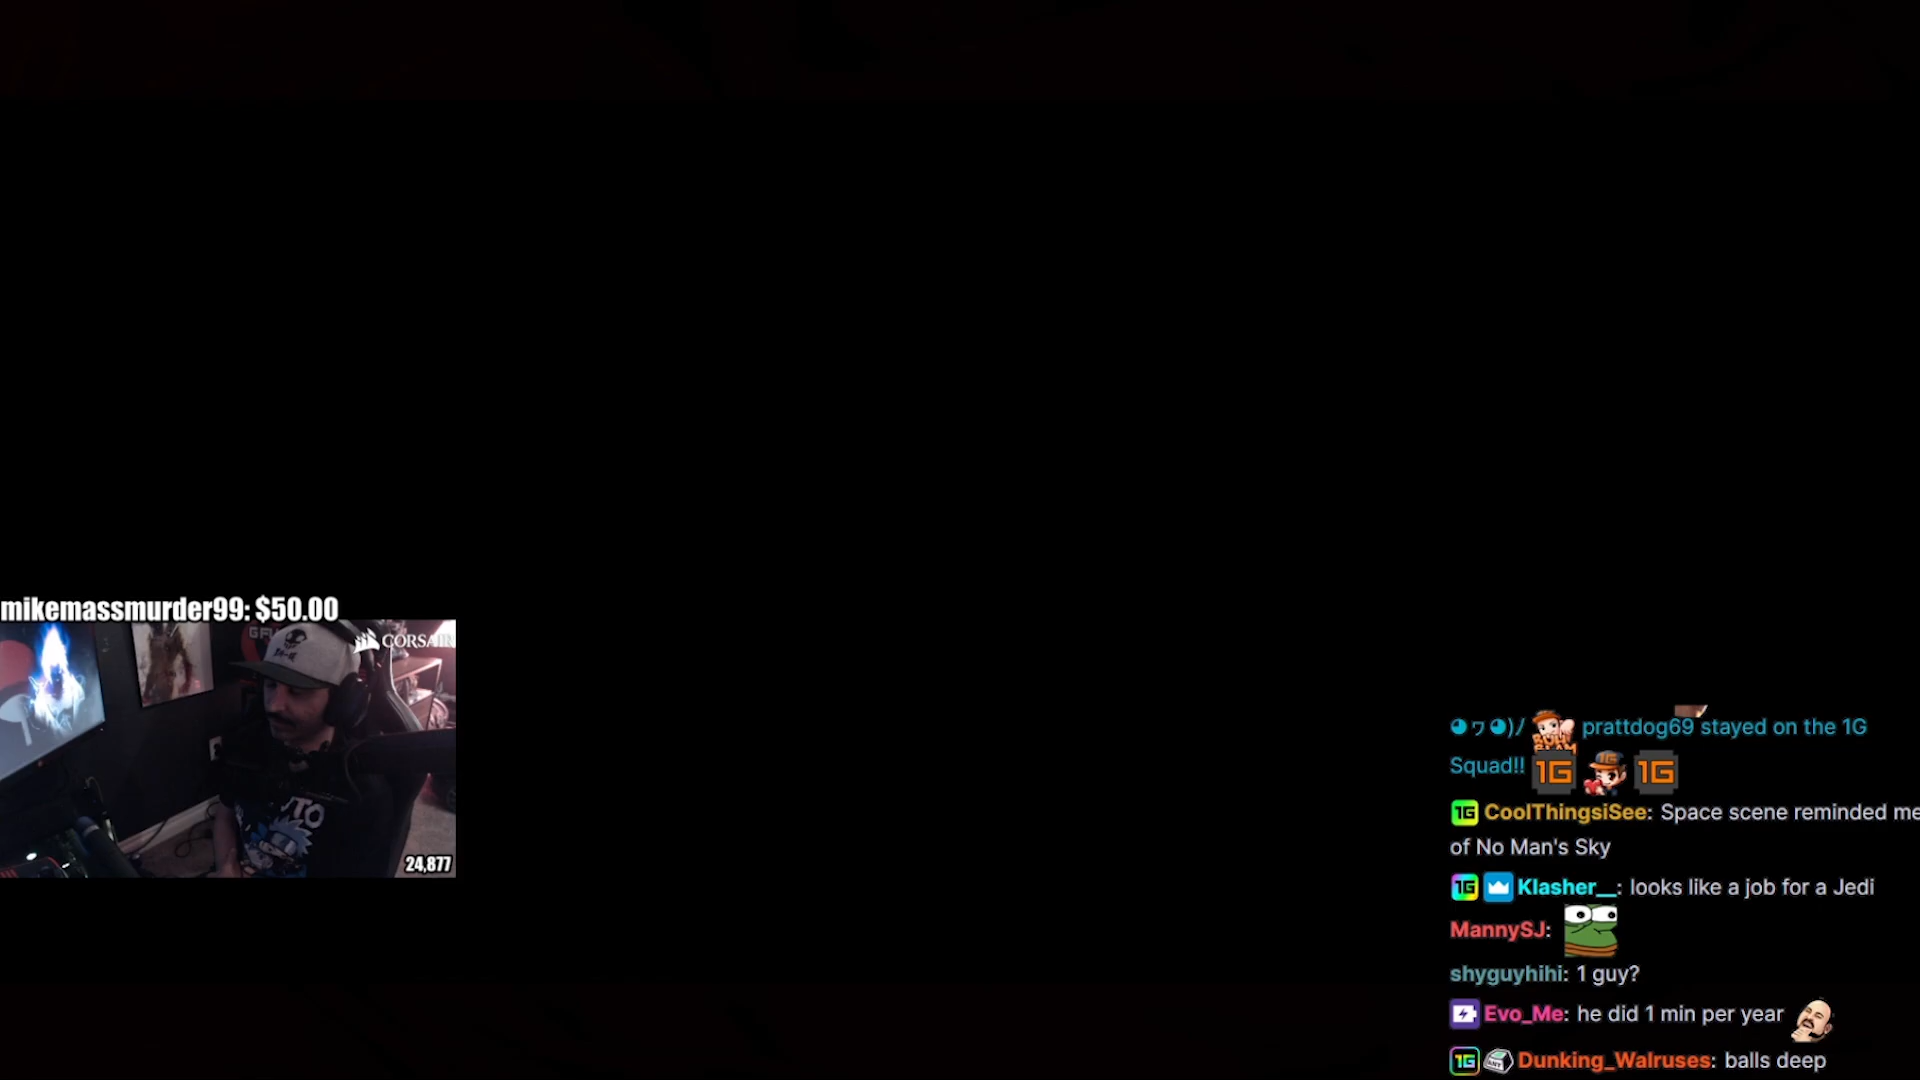 mikemassmurder99: $50.00
CORSAIR
24,877
◕ヮ◕)ﾉ prattdog69 stayed on the 1G
Squad!! 1G 1G
1G CoolThingsiSee: Space scene reminded me
of No Man's Sky
1G Klasher__: looks like a job for a Jedi
MannySJ:
shyguyhihi: 1 guy?
Evo_Me: he did 1 min per year
1G Dunking_Walruses: balls deep